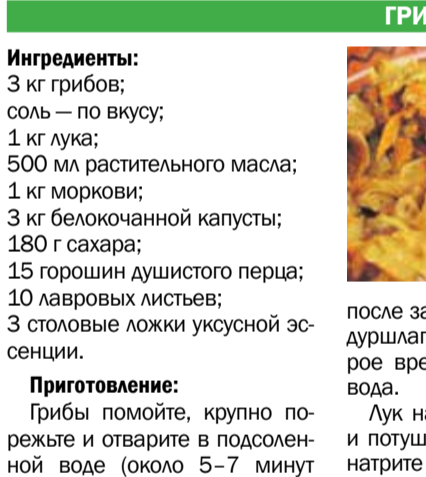 ГРИ
Ингредиенты:
3 кг грибов;
соль — по вкусу;
1 кг лука;
500 мл растительного масла;
1 кг моркови;
3 кг белокочанной капусты;
180 г сахара;
15 горошин душистого перца;
10 лавровых листьев;
3 столовые ложки уксусной эс-
сенции.
Приготовление:
Грибы помойте, крупно по-
режьте и отварите в подсолен-
ной воде (около 5–7 минут
после за
дуршлаг
рое вре
вода.
Лук на
и потуш
натрите